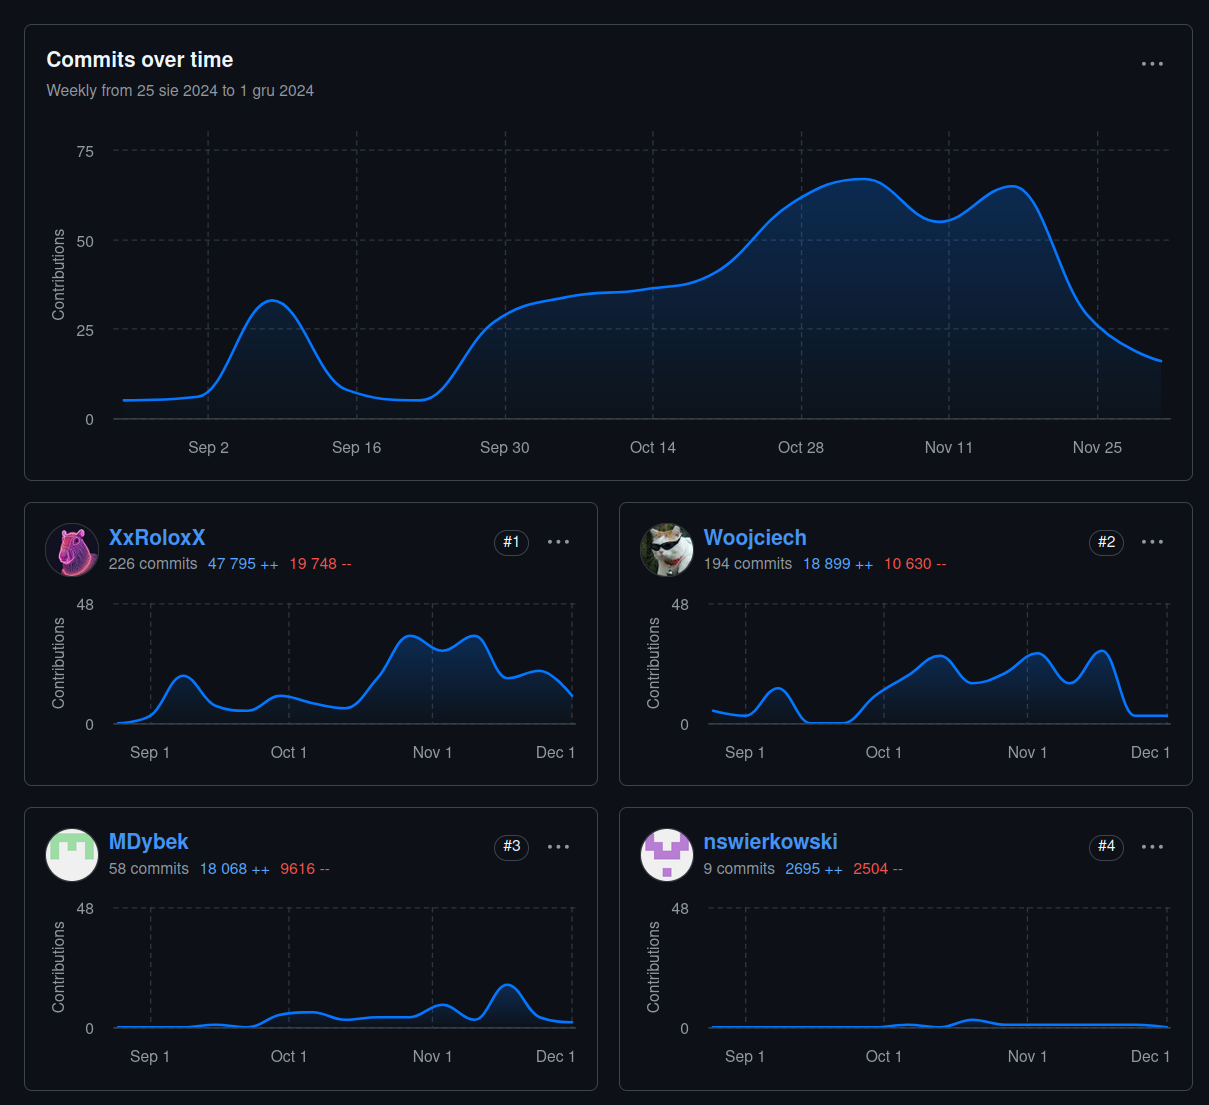 Commits over time
Weekly from 25 sie 2024 to 1 gru 2024
Contributions
75
50
25
0
Sep 2 Sep 16 Sep 30 Oct 14 Oct 28 Nov 11 Nov 25
XxRoloxX #1
226 commits 47 795 ++ 19 748 --
Contributions
48
0
Sep 1 Oct 1 Nov 1 Dec 1
Woojciech #2
194 commits 18 899 ++ 10 630 --
Contributions
48
0
Sep 1 Oct 1 Nov 1 Dec 1
MDybek #3
58 commits 18 068 ++ 9616 --
Contributions
48
0
Sep 1 Oct 1 Nov 1 Dec 1
nswierkowski #4
9 commits 2695 ++ 2504 --
Contributions
48
0
Sep 1 Oct 1 Nov 1 Dec 1